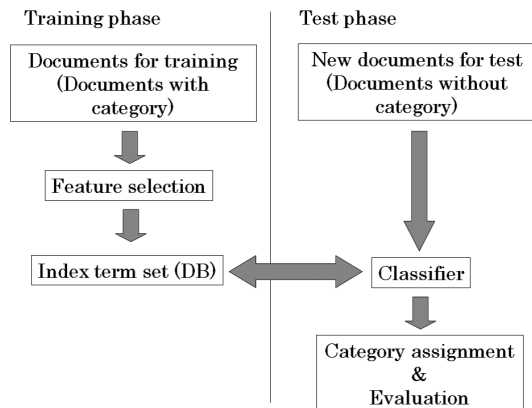 Training phase
Documents for training
(Documents with
category)
Feature selection
Index term set (DB)
Test phase
New documents for test
(Documents without
category)
Classifier
Category assignment
&
Evaluation